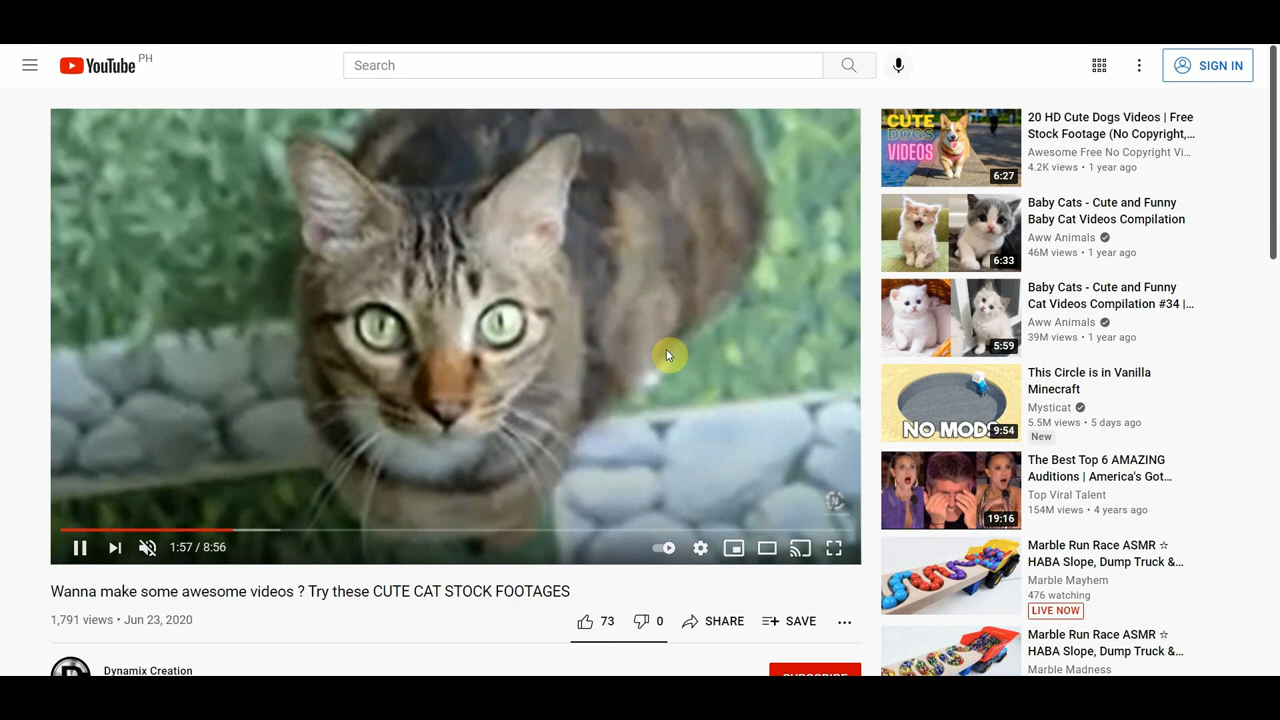 YouTube PH
Search
SIGN IN
1:57 / 8:56
Wanna make some awesome videos ? Try these CUTE CAT STOCK FOOTAGES
1,791 views • Jun 23, 2020
73
0
SHARE
SAVE
Dynamix Creation
CUTE
DOGS
VIDEOS
6:27
20 HD Cute Dogs Videos | Free
Stock Footage (No Copyright,...
Awesome Free No Copyright Vi...
4.2K views • 1 year ago
6:33
Baby Cats - Cute and Funny
Baby Cat Videos Compilation
Aww Animals
46M views • 1 year ago
5:59
Baby Cats - Cute and Funny
Cat Videos Compilation #34 |...
Aww Animals
39M views • 1 year ago
NO MODS
9:54
This Circle is in Vanilla
Minecraft
Mysticat
5.5M views • 5 days ago
New
19:16
The Best Top 6 AMAZING
Auditions | America's Got...
Top Viral Talent
154M views • 4 years ago
Marble Run Race ASMR ☆
HABA Slope, Dump Truck &...
Marble Mayhem
476 watching
LIVE NOW
Marble Run Race ASMR ☆
HABA Slope, Dump Truck &...
Marble Madness